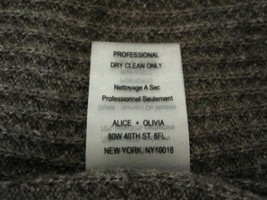 PROFESSIONAL
DRY CLEAN ONLY
Nettoyage A Sec
Professionnel Seulement
ALICE + OLIVIA
80W 40TH ST. 6FL.
NEW YORK, NY10018